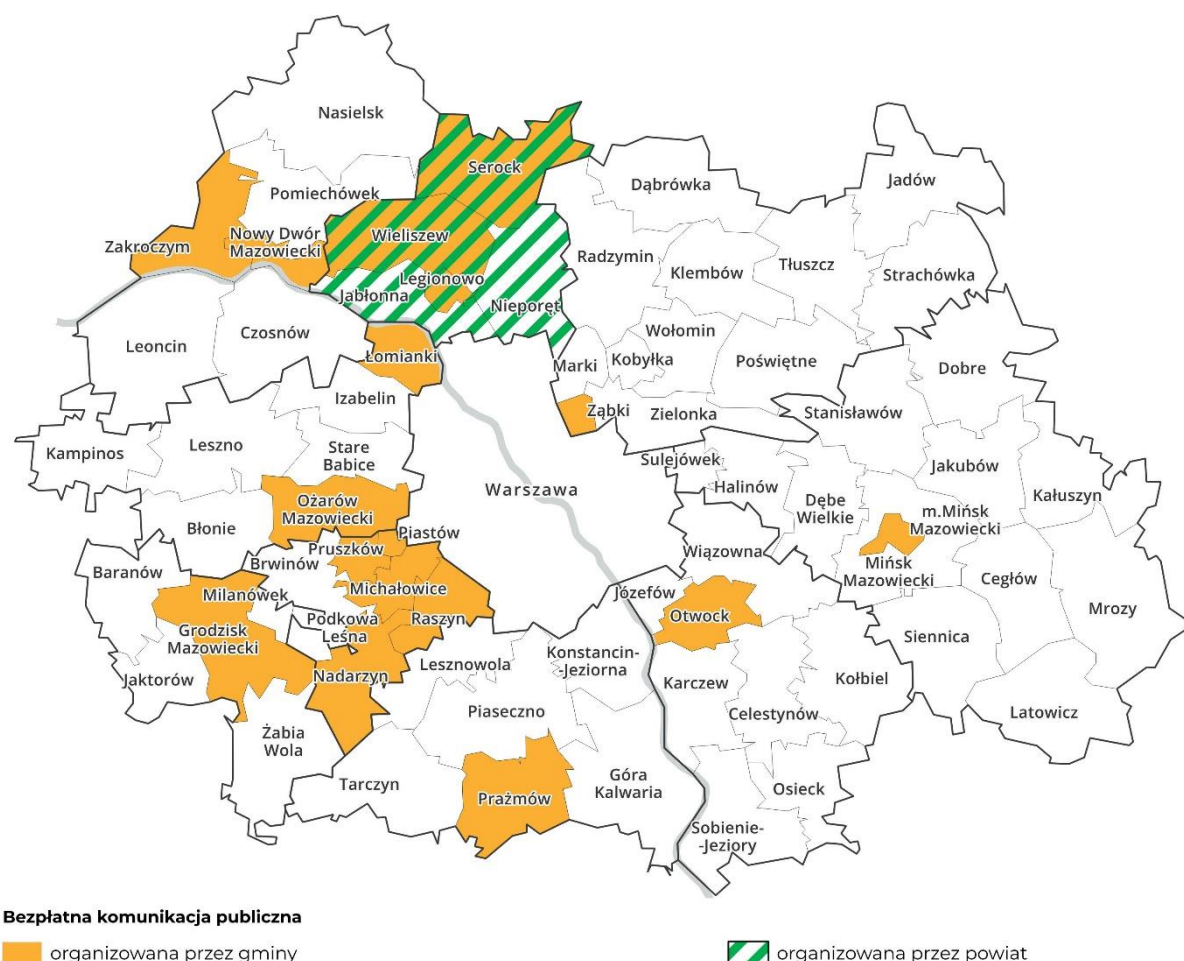 Nasielsk
Serock
Dąbrówka
Jadów
Pomiechówek
Zakroczym
Nowy Dwór
Mazowiecki
Wieliszew
Radzymin
Klembów
Tłuszcz
Strachówka
Legionowo
Jabłonna
Nieporęt
Leoncin
Czosnów
Łomianki
Wołomin
Marki
Kobyłka
Poświętne
Dobre
Izabelin
Ząbki
Zielonka
Stanisławów
Kampinos
Leszno
Stare
Babice
Sulejówek
Halinów
Jakubów
Warszawa
Dębe
Wielkie
Kałuszyn
Ożarów
Mazowiecki
m.Mińsk
Mazowiecki
Błonie
Piastów
Pruszków
Brwinów
Wiązowna
Mińsk
Mazowiecki
Baranów
Milanówek
Michałowice
Józefów
Cegłów
Mrozy
Podkowa
Leśna
Raszyn
Otwock
Grodzisk
Mazowiecki
Siennica
Lesznowola
Konstancin-
-Jeziorna
Jaktorów
Nadarzyn
Karczew
Kołbiel
Piaseczno
Celestynów
Latowicz
Żabia
Wola
Tarczyn
Prażmów
Góra
Kalwaria
Osieck
Sobienie-
-Jeziory
Bezpłatna komunikacja publiczna
organizowana przez gminy
organizowana przez powiat